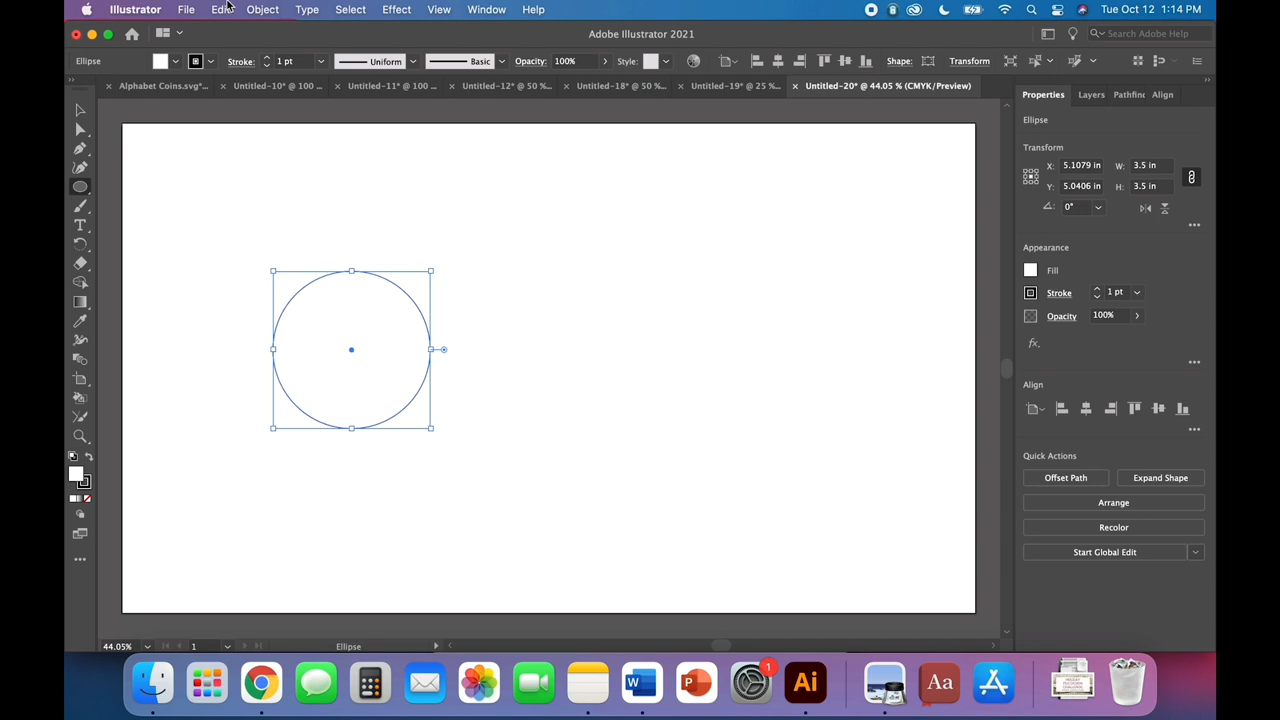 Illustrator File Edit Object Type Select Effect View Window Help Tue Oct 12 1:14 PM
Adobe Illustrator 2021 Search Adobe Help
Ellipse Stroke: 1 pt Uniform Basic Opacity: 100% Style: Shape: Transform
Alphabet Coins.svg*... Untitled-10* @ 100 ... Untitled-11* @ 100 ... Untitled-12* @ 50 %... Untitled-18* @ 50 %... Untitled-19* @ 25 %... Untitled-20* @ 44.05 % (CMYK/Preview)
Properties Layers Pathfin Align
Ellipse
Transform
X: 5.1079 in W: 3.5 in
Y: 5.0406 in H: 3.5 in
0°
Appearance
Fill
Stroke 1 pt
Opacity 100%
fx.
Align
Quick Actions
Offset Path Expand Shape
Arrange
Recolor
Start Global Edit
44.05% 1 Ellipse
W P 1 Ai Aa